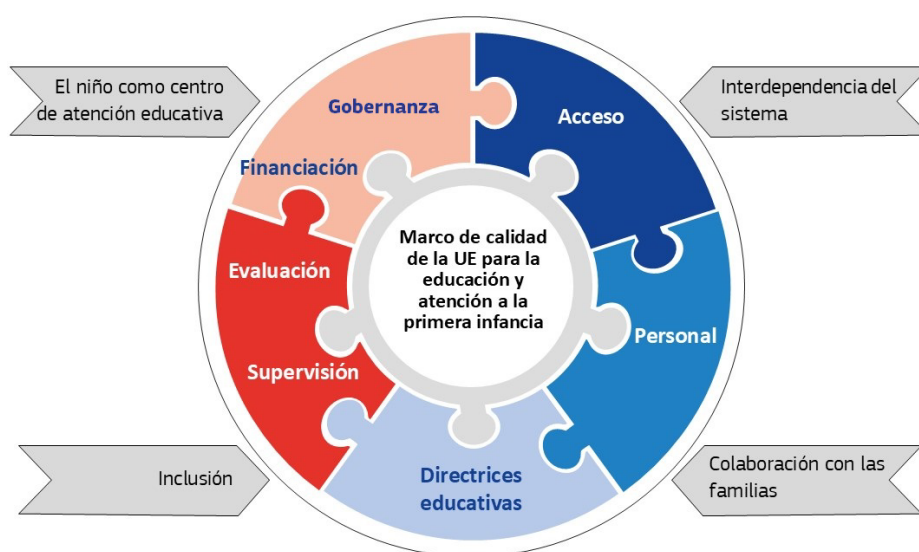 El niño como centro
de atención educativa
Interdependencia del
sistema
Gobernanza
Financiación
Acceso
Marco de calidad
de la UE para la
educación y
atención a la
primera infancia
Evaluación
Supervisión
Personal
Directrices
educativas
Inclusión
Colaboración con las
familias